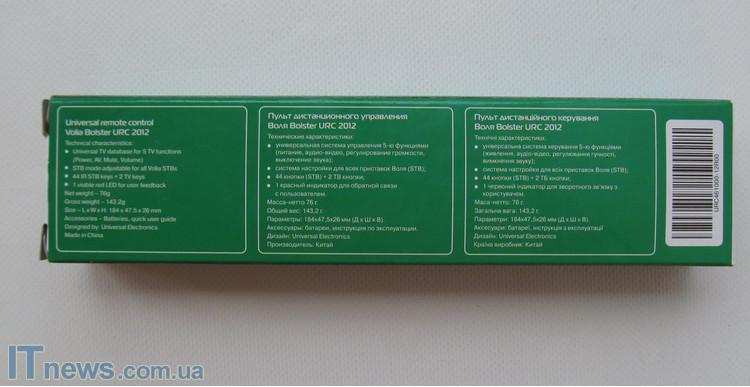 Universal remote control
Volia Bolster URC 2012
Technical characteristics:
• Universal TV database for 5 TV functions
(Power, AV, Mute, Volume)
• STB mode adjustable for all Volia STBs
• 44 IR STB keys + 2 TV keys
• 1 visible red LED for user feedback
Net weight – 76g
Gross weight – 143.2g
Size – L x W x H: 184 x 47.5 x 26 mm
Accessories – Batteries, quick user guide
Designed by: Universal Electronics
Made in China
Пульт дистанционного управления
Воля Bolster URC 2012
Технические характеристики:
• универсальная система управления 5-ю функциями
(питание, аудио-видео, регулирование громкости,
выключение звука);
• система настройки для всех приставок Воля (STB);
• 44 кнопки (STB) + 2 ТВ кнопки;
• 1 красный индикатор для обратной связи
с пользователем.
Масса-нетто 76 г.
Общий вес: 143,2 г.
Параметры: 184x47,5x26 мм (Д х Ш х В)
Аксессуары: батареи, инструкция по эксплуатации.
Дизайн: Universal Electronics
Производитель: Китай
Пульт дистанційного керування
Воля Bolster URC 2012
Технічні характеристики:
• універсальна система керування 5-ю функціями
(живлення, аудіо-відео, регулювання гучності,
вимкнення звуку);
• система настройки для всіх приставок Воля (STB);
• 44 кнопки (STB) + 2 ТБ кнопки;
• 1 червоний індикатор для зворотного зв'язку з
користувачем.
Маса-нетто: 76 г.
Загальна вага: 143,2 г.
Параметри: 184x47,5x26 мм (Д х Ш х В)
Аксесуари: батареї, інструкція з експлуатації
Дизайн: Universal Electronics
Країна виробник: Китай
URC461000-12R00
ITnews.com.ua